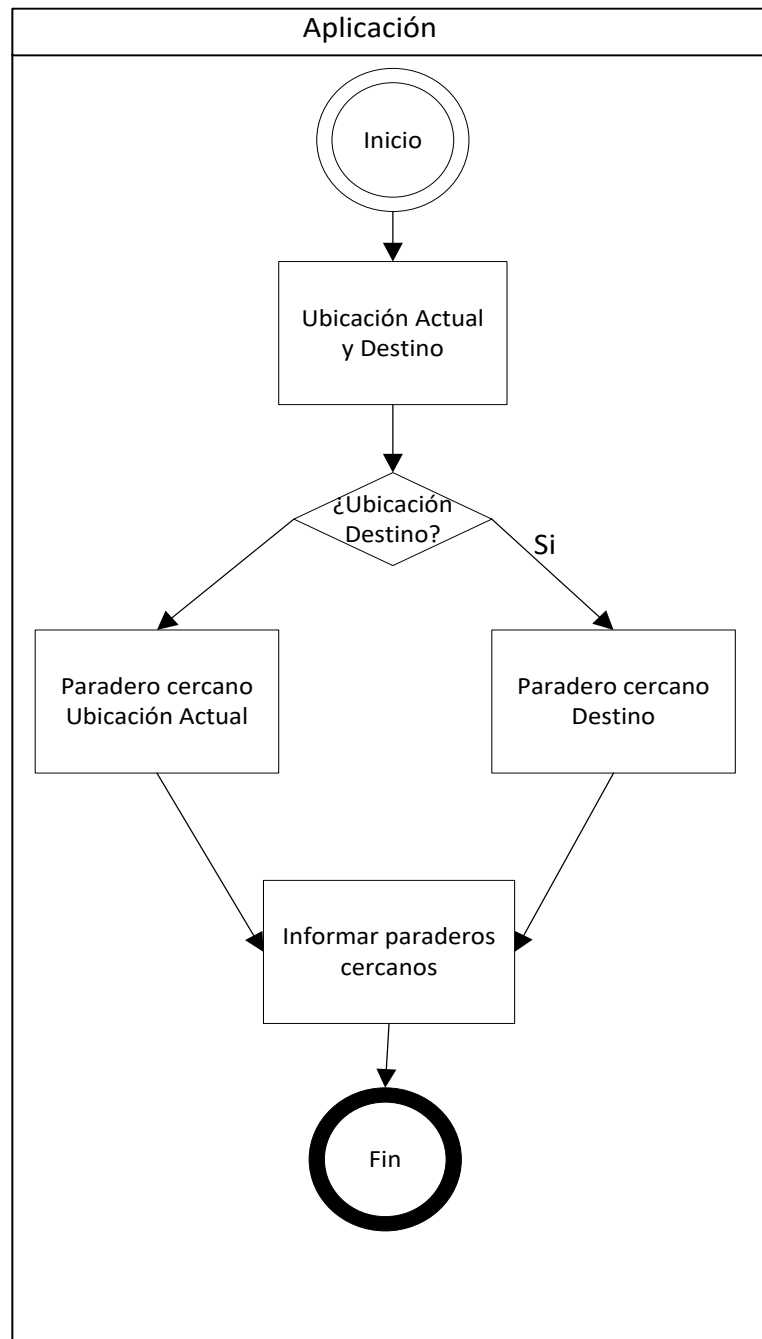 Aplicación
Inicio
Ubicación Actual
y Destino
¿Ubicación
Destino?
Si
Paradero cercano
Ubicación Actual
Paradero cercano
Destino
Informar paraderos
cercanos
Fin